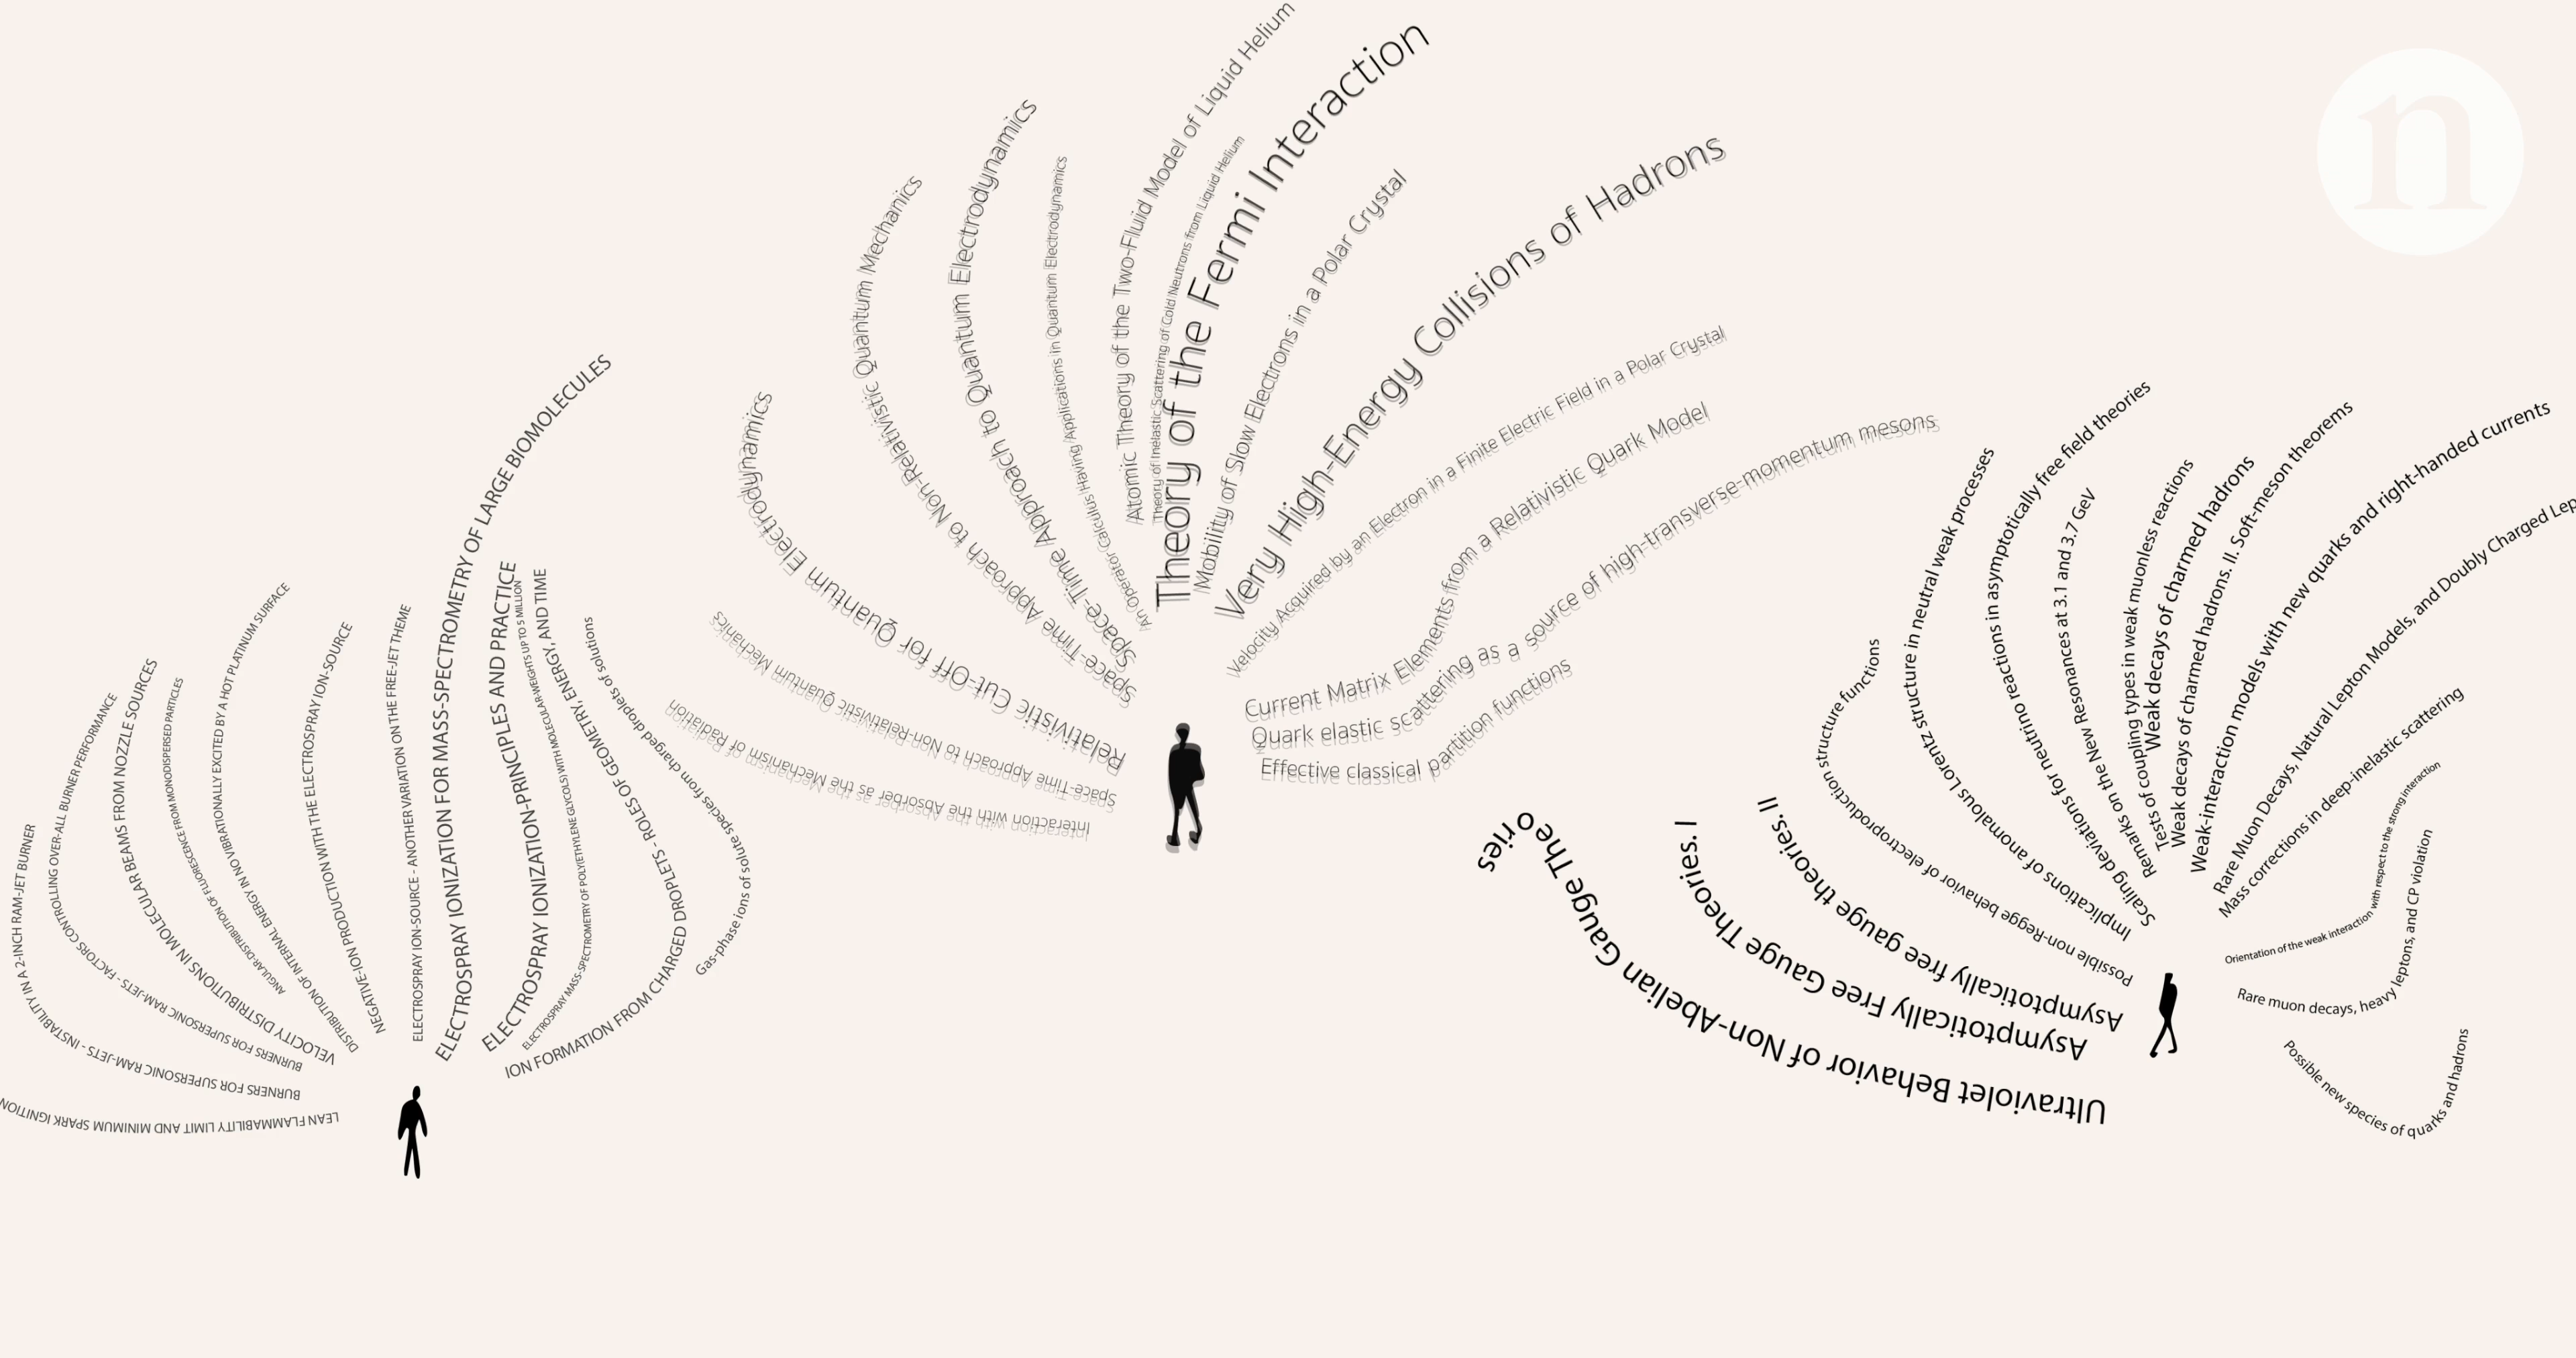 LEAN FLAMMABILITY LIMIT AND MINIMUM SPARK IGNITION
BURNERS FOR SUPERSONIC RAM-JETS - INSTABILITY IN A 2-INCH RAM-JET BURNER
BURNERS FOR SUPERSONIC RAM-JETS - FACTORS CONTROLLING OVER-ALL BURNER PERFORMANCE
VELOCITY DISTRIBUTIONS IN MOLECULAR BEAMS FROM NOZZLE SOURCES
ANGULAR-DISTRIBUTION OF FLUORESCENCE FROM MONODISPERSED PARTICLES
DISTRIBUTION OF INTERNAL ENERGY IN NO VIBRATIONALLY EXCITED BY A HOT PLATINUM SURFACE
NEGATIVE-ION PRODUCTION WITH THE ELECTROSPRAY ION-SOURCE
ELECTROSPRAY ION-SOURCE - ANOTHER VARIATION ON THE FREE-JET THEME
ELECTROSPRAY IONIZATION FOR MASS-SPECTROMETRY OF LARGE BIOMOLECULES
ELECTROSPRAY IONIZATION-PRINCIPLES AND PRACTICE
ELECTROSPRAY MASS-SPECTROMETRY OF POLY(ETHYLENE GLYCOLS) WITH MOLECULAR-WEIGHTS UP TO 5 MILLION
ION FORMATION FROM CHARGED DROPLETS - ROLES OF GEOMETRY, ENERGY, AND TIME
Gas-phase ions of solute species from charged droplets of solutions
Interaction with the Absorber as the Mechanism of Radiation
Space-Time Approach to Non-Relativistic Quantum Mechanics
Relativistic Cut-Off for Quantum Electrodynamics
Space-Time Approach to Non-Relativistic Quantum Mechanics
Space-Time Approach to Quantum Electrodynamics
An Operator Calculus Having Applications in Quantum Electrodynamics
Atomic Theory of the Two-Fluid Model of Liquid Helium
Theory of Inelastic Scattering of Cold Neutrons from Liquid Helium
Theory of the Fermi Interaction
Mobility of Slow Electrons in a Polar Crystal
Very High-Energy Collisions of Hadrons
Velocity Acquired by an Electron in a Finite Electric Field in a Polar Crystal
Current Matrix Elements from a Relativistic Quark Model
Quark elastic scattering as a source of high-transverse-momentum mesons
Effective classical partition functions
Ultraviolet Behavior of Non-Abelian Gauge Theories
Asymptotically Free Gauge Theories. I
Asymptotically free gauge theories. II
Possible non-Regge behavior of electroproduction structure functions
Implications of anomalous Lorentz structure in neutral weak processes
Scaling deviations for neutrino reactions in asymptotically free field theories
Remarks on the New Resonances at 3.1 and 3.7 GeV
Tests of coupling types in weak muonless reactions
Weak decays of charmed hadrons
Weak decays of charmed hadrons. II. Soft-meson theorems
Weak-interaction models with new quarks and right-handed currents
Rare Muon Decays, Natural Lepton Models, and Doubly Charged Lep
Mass corrections in deep-inelastic scattering
Orientation of the weak interaction with respect to the strong interaction
Rare muon decays, heavy leptons, and CP violation
Possible new species of quarks and hadrons
n